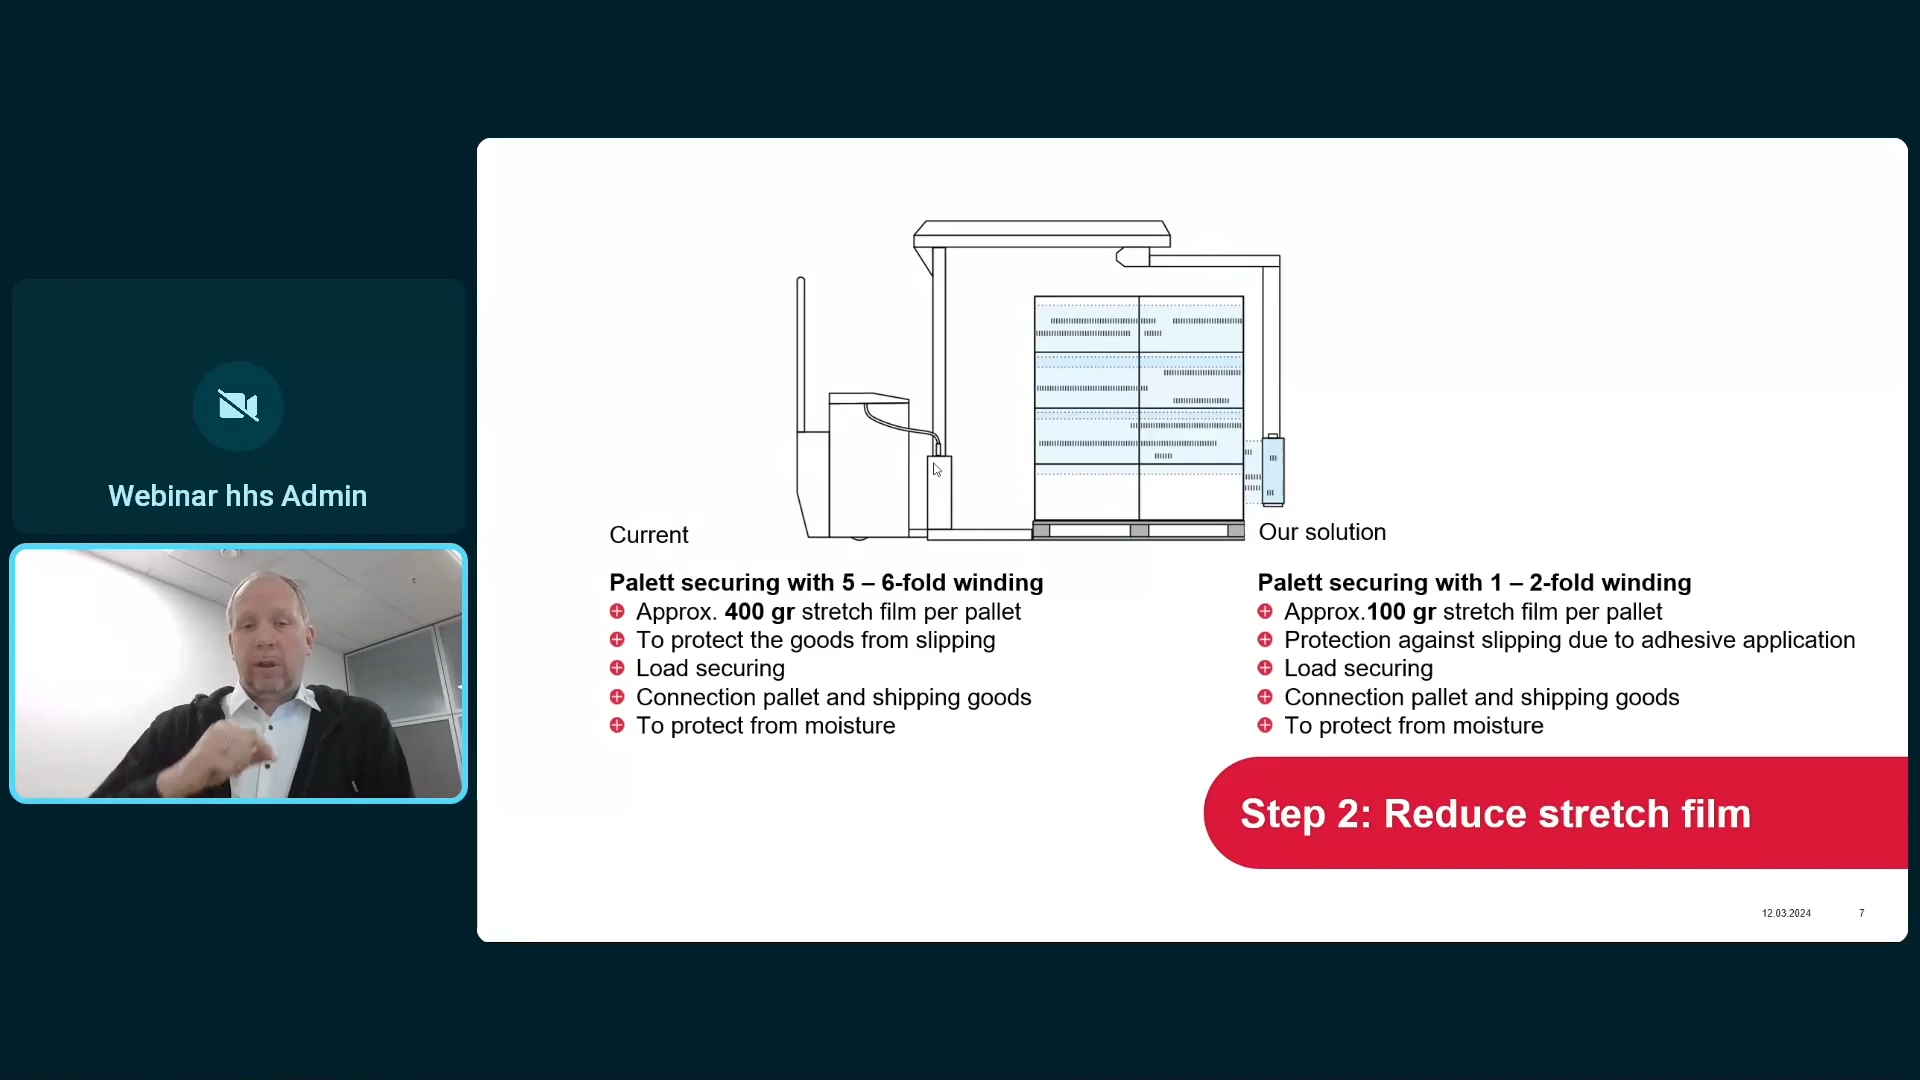 Webinar hhs Admin
Current
Palett securing with 5 – 6-fold winding
Approx. 400 gr stretch film per pallet
To protect the goods from slipping
Load securing
Connection pallet and shipping goods
To protect from moisture
Our solution
Palett securing with 1 – 2-fold winding
Approx.100 gr stretch film per pallet
Protection against slipping due to adhesive application
Load securing
Connection pallet and shipping goods
To protect from moisture
Step 2: Reduce stretch film
12.03.2024
7